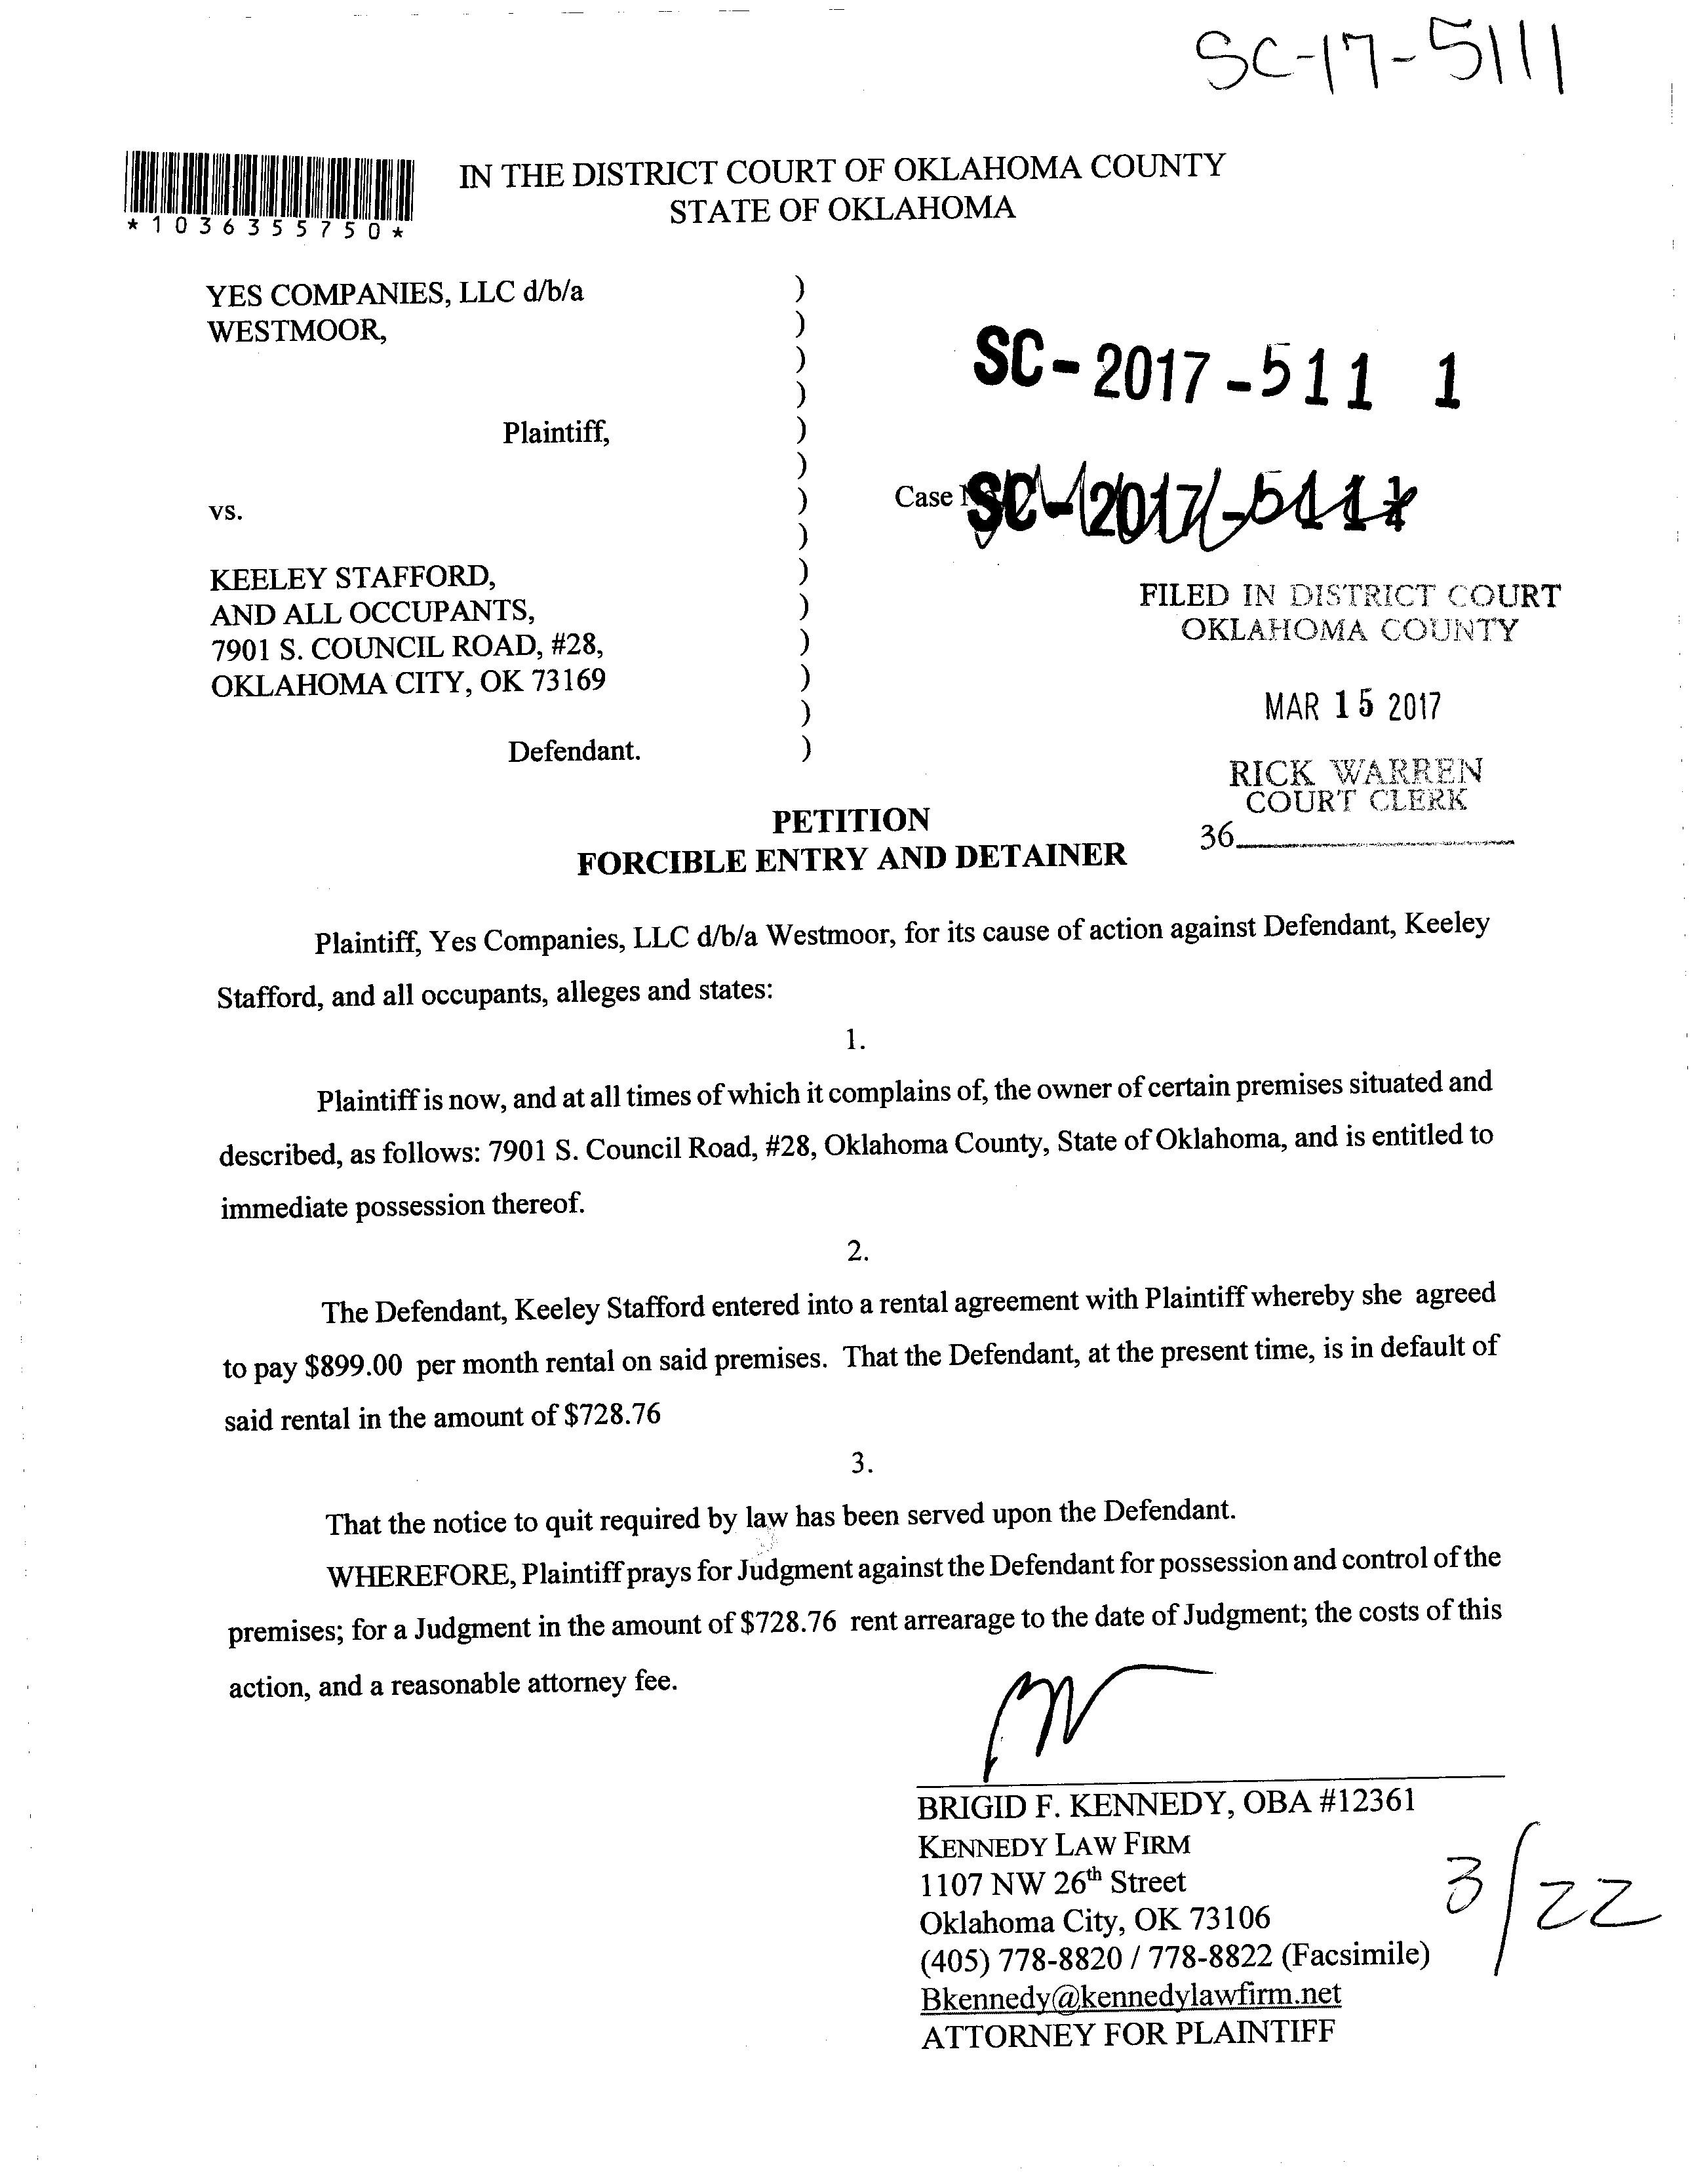 SC-17-5111
IN THE DISTRICT COURT OF OKLAHOMA COUNTY
STATE OF OKLAHOMA
*1036355750*
YES COMPANIES, LLC d/b/a )
WESTMOOR, )
)
)
Plaintiff, )
)
vs. )
)
KEELEY STAFFORD, )
AND ALL OCCUPANTS, )
7901 S. COUNCIL ROAD, #28, )
OKLAHOMA CITY, OK 73169 )
)
Defendant. )
SC-2017-511 1
Case
SC-2017-511
FILED IN DISTRICT COURT
OKLAHOMA COUNTY
MAR 15 2017
RICK WARREN
COURT CLERK
36
PETITION
FORCIBLE ENTRY AND DETAINER
Plaintiff, Yes Companies, LLC d/b/a Westmoor, for its cause of action against Defendant, Keeley
Stafford, and all occupants, alleges and states:
1.
Plaintiff is now, and at all times of which it complains of, the owner of certain premises situated and
described, as follows: 7901 S. Council Road, #28, Oklahoma County, State of Oklahoma, and is entitled to
immediate possession thereof.
2.
The Defendant, Keeley Stafford entered into a rental agreement with Plaintiff whereby she agreed
to pay $899.00 per month rental on said premises. That the Defendant, at the present time, is in default of
said rental in the amount of $728.76
3.
That the notice to quit required by law has been served upon the Defendant.
WHEREFORE, Plaintiff prays for Judgment against the Defendant for possession and control of the
premises; for a Judgment in the amount of $728.76 rent arrearage to the date of Judgment; the costs of this
action, and a reasonable attorney fee.
BRIGID F. KENNEDY, OBA #12361
KENNEDY LAW FIRM
1107 NW 26th Street
Oklahoma City, OK 73106
(405) 778-8820 / 778-8822 (Facsimile)
Bkennedy@kennedylawfirm.net
ATTORNEY FOR PLAINTIFF
3/22